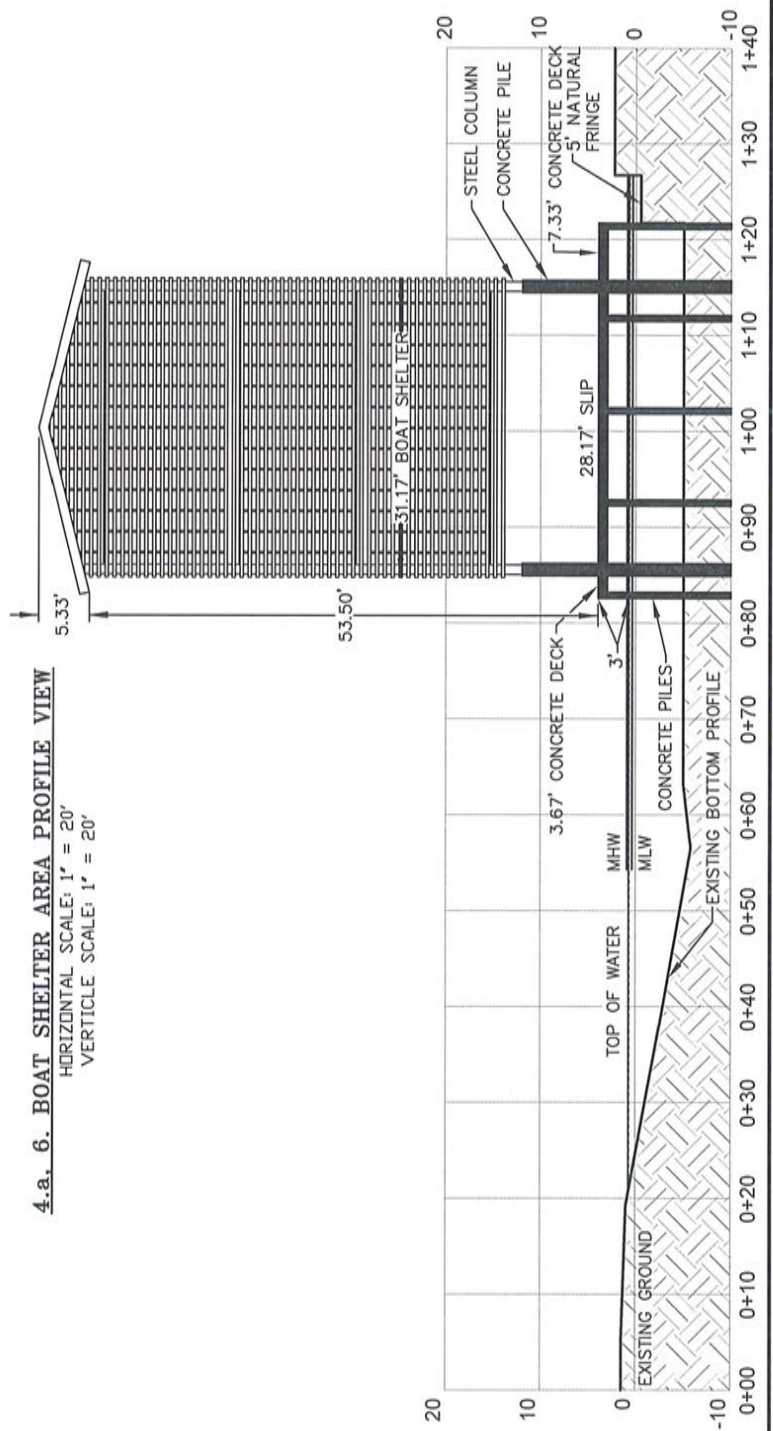 4.a, 6. BOAT SHELTER AREA PROFILE VIEW
HORIZONTAL SCALE: 1" = 20'
VERTICLE SCALE: 1" = 20'
5.33'
53.50'
31.17' BOAT SHELTER
STEEL COLUMN
CONCRETE PILE
7.33' CONCRETE DECK
5' NATURAL
FRINGE
28.17' SLIP
3.67' CONCRETE DECK
3'
CONCRETE PILES
EXISTING BOTTOM PROFILE
MHW
MLW
TOP OF WATER
EXISTING GROUND
20
10
0
-10
20
10
0
-10
0+00
0+10
0+20
0+30
0+40
0+50
0+60
0+70
0+80
0+90
1+00
1+10
1+20
1+30
1+40